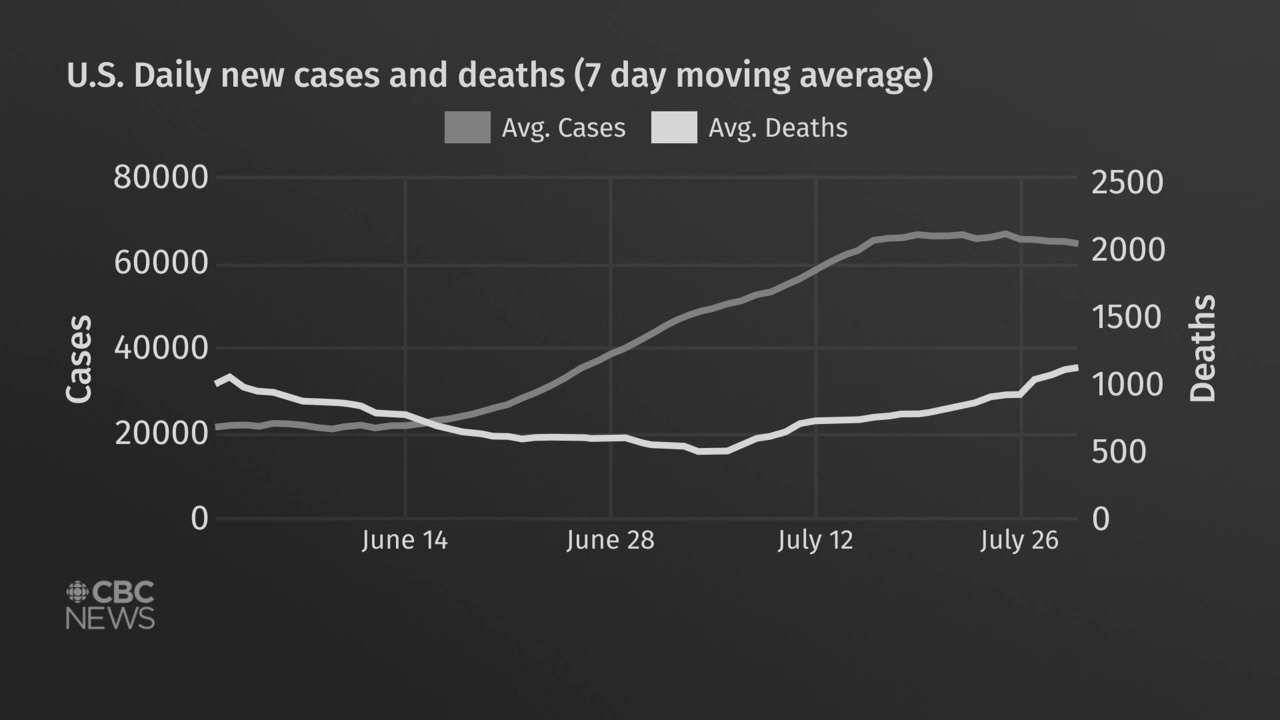 U.S. Daily new cases and deaths (7 day moving average)
Avg. Cases Avg. Deaths
80000 2500
60000 2000
40000 1500
20000 1000
0 500
0
Cases
Deaths
June 14 June 28 July 12 July 26
CBC
NEWS